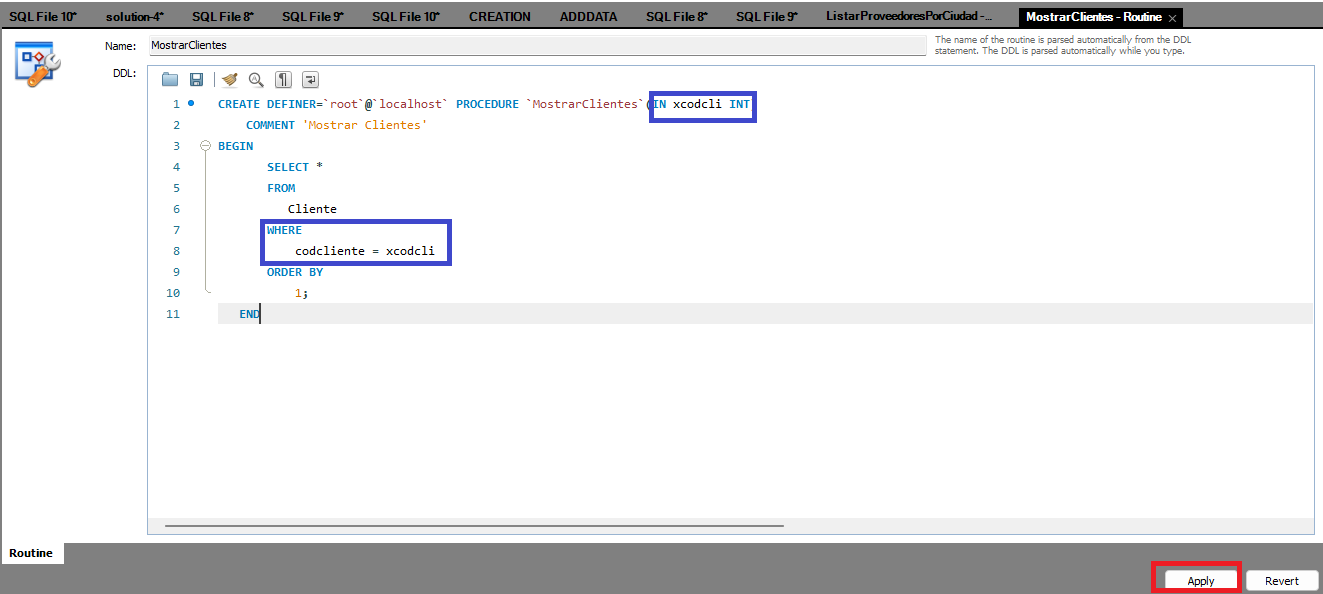 SQL File 10* solution-4* SQL File 8* SQL File 9* SQL File 10* CREATION ADDDATA SQL File 8* SQL File 9* ListarProveedoresPorCiudad -... MostrarClientes - Routine ×
Name: MostrarClientes
The name of the routine is parsed automatically from the DDL
statement. The DDL is parsed automatically while you type.
DDL:
1 CREATE DEFINER=`root`@`localhost` PROCEDURE `MostrarClientes`(IN xcodcli INT
2 COMMENT 'Mostrar Clientes'
3 BEGIN
4 SELECT *
5 FROM
6 Cliente
7 WHERE
8 codcliente = xcodcli
9 ORDER BY
10 1;
11 END
Routine
Apply Revert